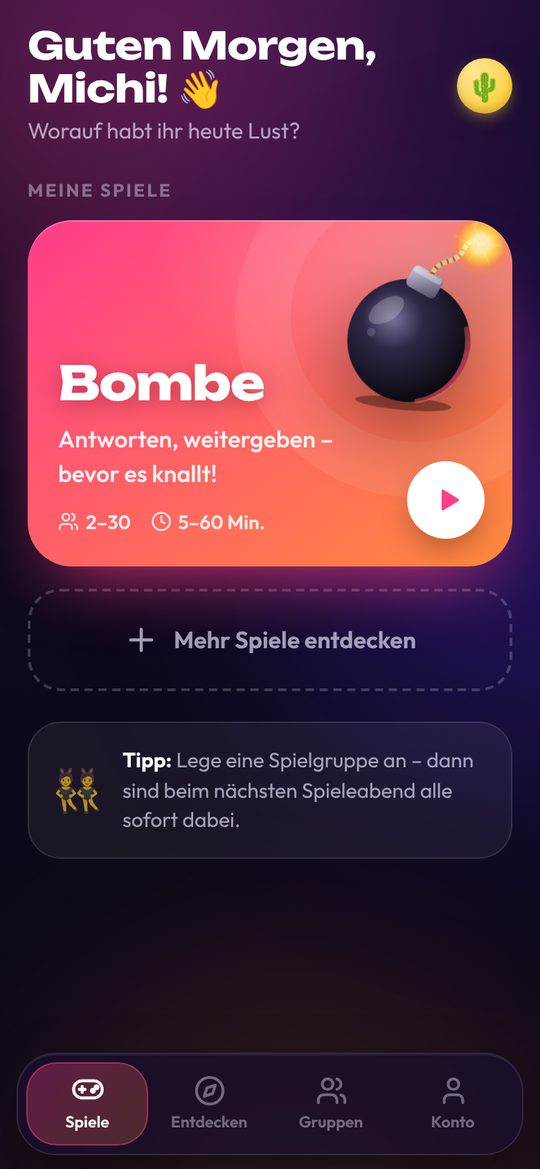 Guten Morgen,
Michi! 👋
Worauf habt ihr heute Lust?
MEINE SPIELE
Bombe
Antworten, weitergeben –
bevor es knallt!
2–30 5–60 Min.
Mehr Spiele entdecken
Tipp: Lege eine Spielgruppe an – dann
sind beim nächsten Spieleabend alle
sofort dabei.
Spiele Entdecken Gruppen Konto